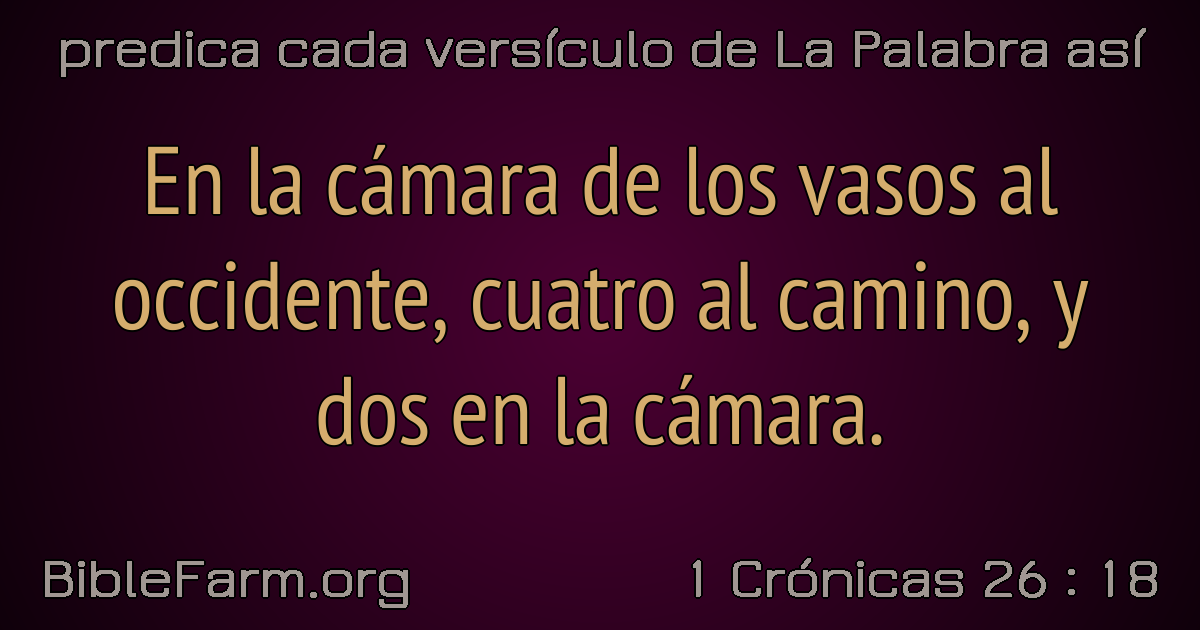 predica cada versículo de La Palabra así
En la cámara de los vasos al
occidente, cuatro al camino, y
dos en la cámara.
BibleFarm.org
1 Crónicas 26 : 18